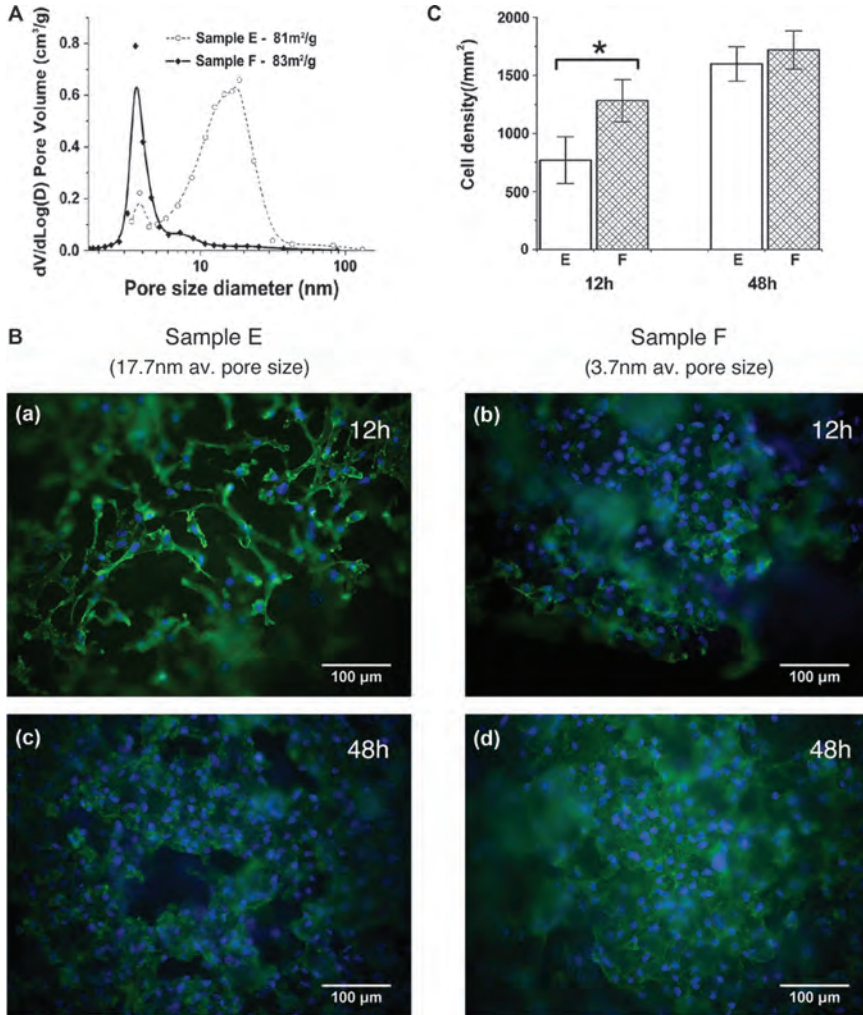 A
dV/dLog(D) Pore Volume (cm³/g)
0.8
0.6
0.4
0.2
0.0
Sample E - 81m²/g
Sample F - 83m²/g
10
100
Pore size diameter (nm)
C
Cell density(/mm²)
2000
1500
1000
500
0
*
E
F
E
F
12h
48h
B
Sample E
(17.7nm av. pore size)
Sample F
(3.7nm av. pore size)
(a)
12h
100 µm
(b)
12h
100 µm
(c)
48h
100 µm
(d)
48h
100 µm